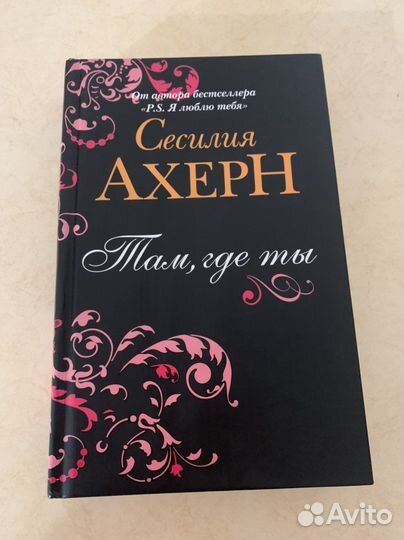 От автора бестселлера
«P.S. Я люблю тебя»
Сесилия
АХЕРН
Там, где ты
Avito